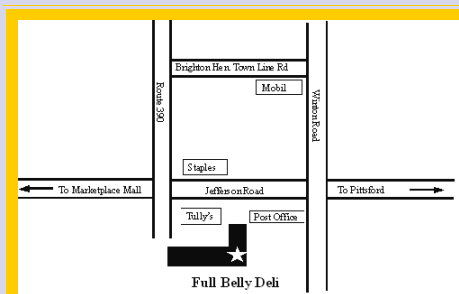 Brighton Hen. Town Line Rd
Mobil
Route 390
Winton Road
Staples
To Marketplace Mall
Jefferson Road
To Pittsford
Tully's
Post Office
Full Belly Deli